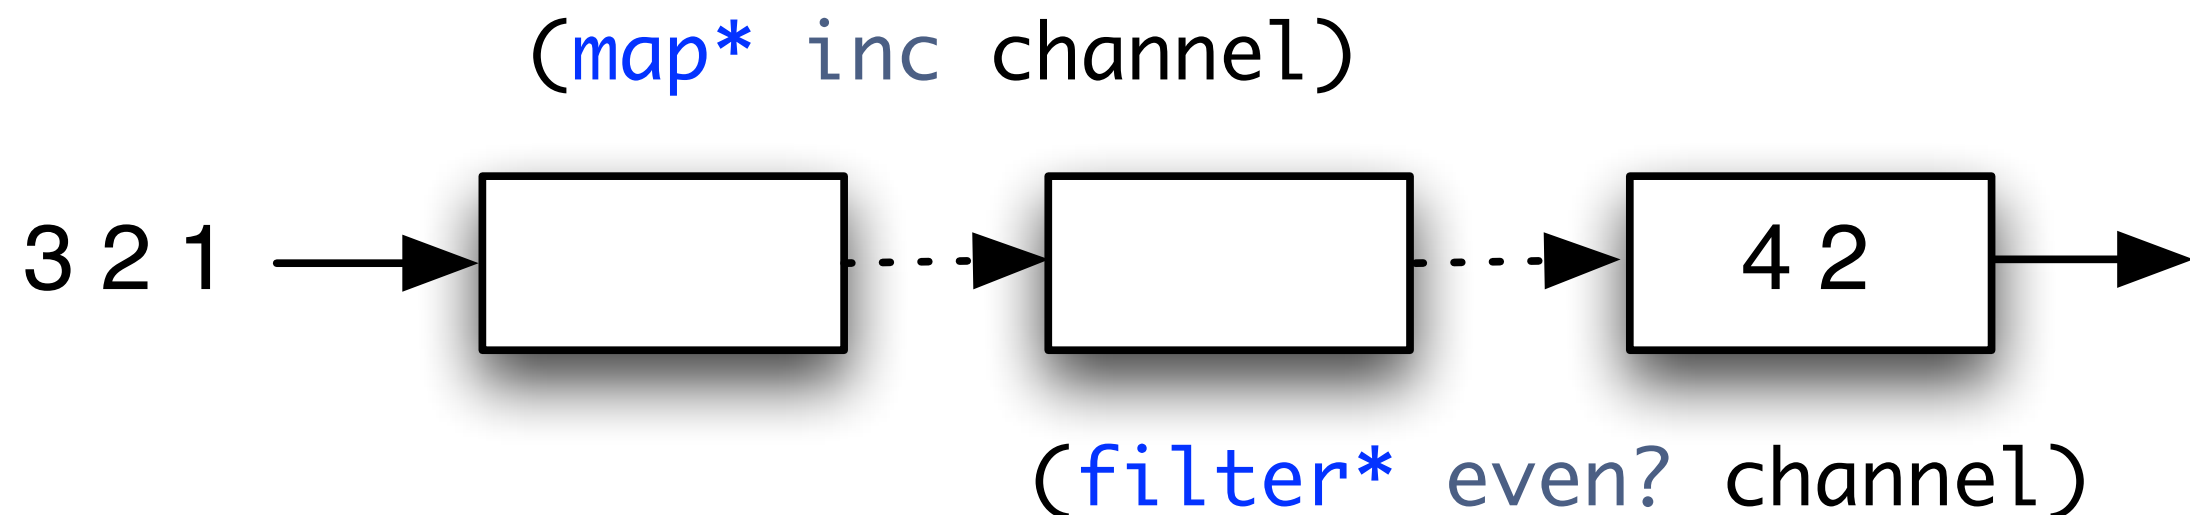 (map* inc channel)
3 2 1
4 2
(filter* even? channel)